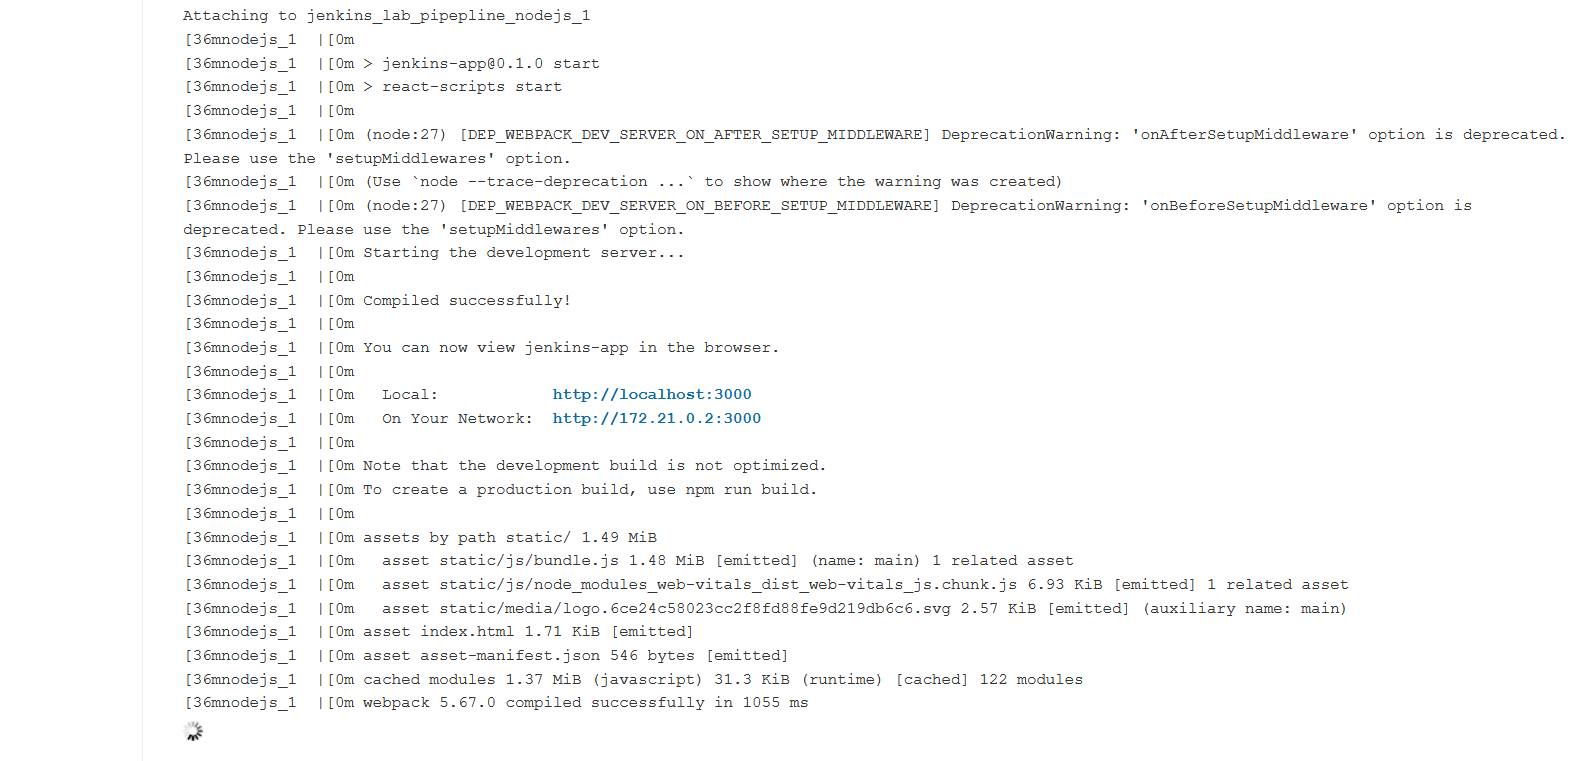 Attaching to jenkins_lab_pipepline_nodejs_1
[36mnodejs_1  |[0m
[36mnodejs_1  |[0m > jenkins-app@0.1.0 start
[36mnodejs_1  |[0m > react-scripts start
[36mnodejs_1  |[0m
[36mnodejs_1  |[0m (node:27) [DEP_WEBPACK_DEV_SERVER_ON_AFTER_SETUP_MIDDLEWARE] DeprecationWarning: 'onAfterSetupMiddleware' option is deprecated.
Please use the 'setupMiddlewares' option.
[36mnodejs_1  |[0m (Use `node --trace-deprecation ...` to show where the warning was created)
[36mnodejs_1  |[0m (node:27) [DEP_WEBPACK_DEV_SERVER_ON_BEFORE_SETUP_MIDDLEWARE] DeprecationWarning: 'onBeforeSetupMiddleware' option is
deprecated. Please use the 'setupMiddlewares' option.
[36mnodejs_1  |[0m Starting the development server...
[36mnodejs_1  |[0m
[36mnodejs_1  |[0m Compiled successfully!
[36mnodejs_1  |[0m
[36mnodejs_1  |[0m You can now view jenkins-app in the browser.
[36mnodejs_1  |[0m
[36mnodejs_1  |[0m   Local:            http://localhost:3000
[36mnodejs_1  |[0m   On Your Network:  http://172.21.0.2:3000
[36mnodejs_1  |[0m
[36mnodejs_1  |[0m Note that the development build is not optimized.
[36mnodejs_1  |[0m To create a production build, use npm run build.
[36mnodejs_1  |[0m
[36mnodejs_1  |[0m assets by path static/ 1.49 MiB
[36mnodejs_1  |[0m   asset static/js/bundle.js 1.48 MiB [emitted] (name: main) 1 related asset
[36mnodejs_1  |[0m   asset static/js/node_modules_web-vitals_dist_web-vitals_js.chunk.js 6.93 KiB [emitted] 1 related asset
[36mnodejs_1  |[0m   asset static/media/logo.6ce24c58023cc2f8fd88fe9d219db6c6.svg 2.57 KiB [emitted] (auxiliary name: main)
[36mnodejs_1  |[0m asset index.html 1.71 KiB [emitted]
[36mnodejs_1  |[0m asset asset-manifest.json 546 bytes [emitted]
[36mnodejs_1  |[0m cached modules 1.37 MiB (javascript) 31.3 KiB (runtime) [cached] 122 modules
[36mnodejs_1  |[0m webpack 5.67.0 compiled successfully in 1055 ms